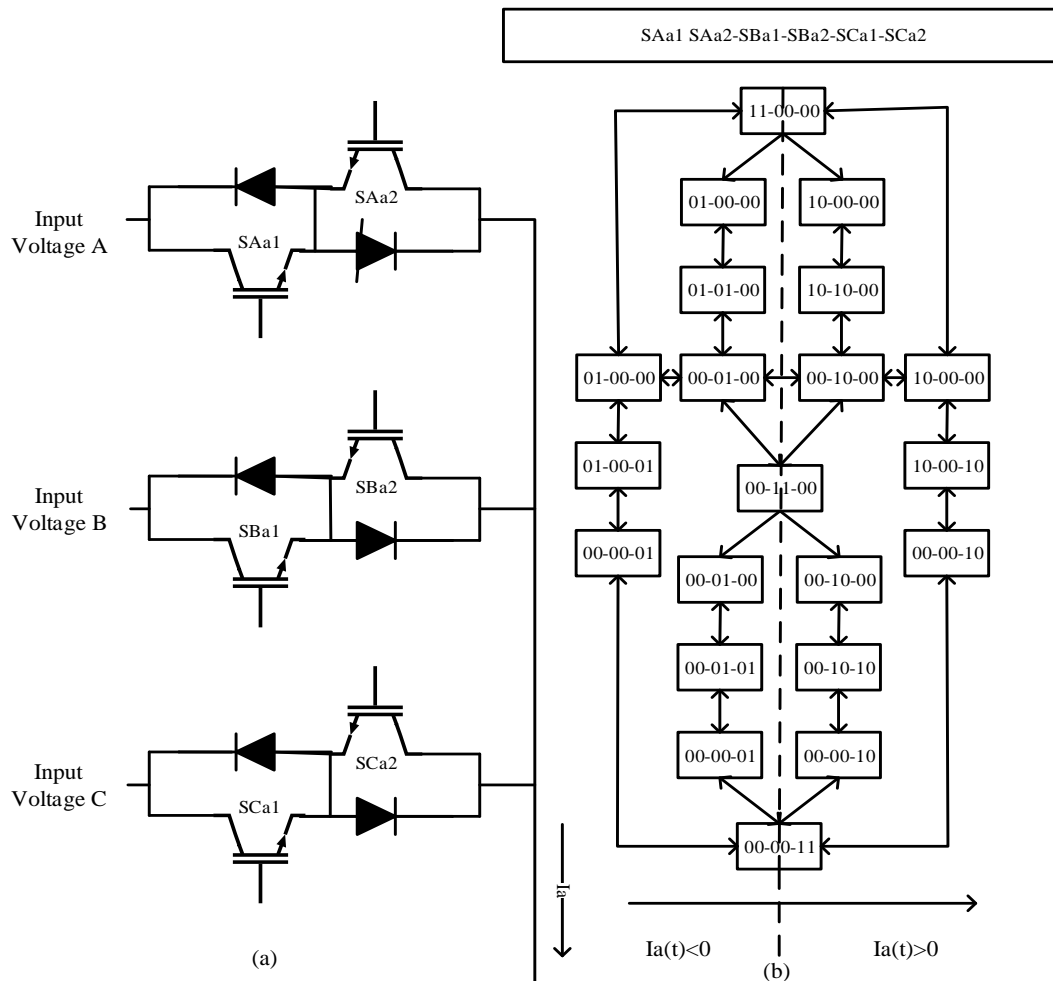 SAa1 SAa2-SBa1-SBa2-SCa1-SCa2
Input
Voltage A
SAa1
SAa2
Input
Voltage B
SBa1
SBa2
Input
Voltage C
SCa1
SCa2
Ia
(a)
11-00-00
01-00-00
10-00-00
01-01-00
10-10-00
01-00-00
00-01-00
00-10-00
10-00-00
01-00-01
10-00-10
00-11-00
00-00-01
00-01-00
00-10-00
00-00-10
00-01-01
00-10-10
00-00-01
00-00-10
00-00-11
Ia(t)<0
Ia(t)>0
(b)